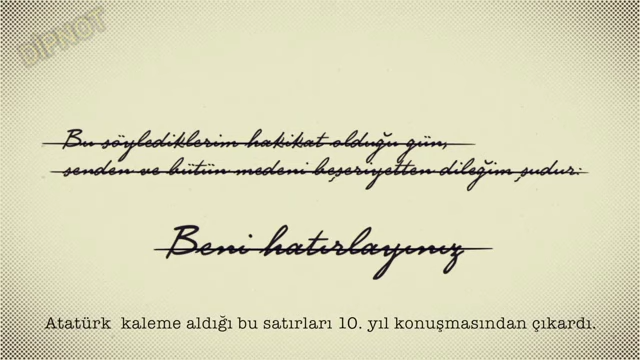 DİPNOT
Bu söylediklerim hakikat olduğu gün,
senden ve bütün medeni beşeriyetten dileğim şudur:
Beni hatırlayınız
Atatürk kaleme aldığı bu satırları 10. yıl konuşmasından çıkardı.